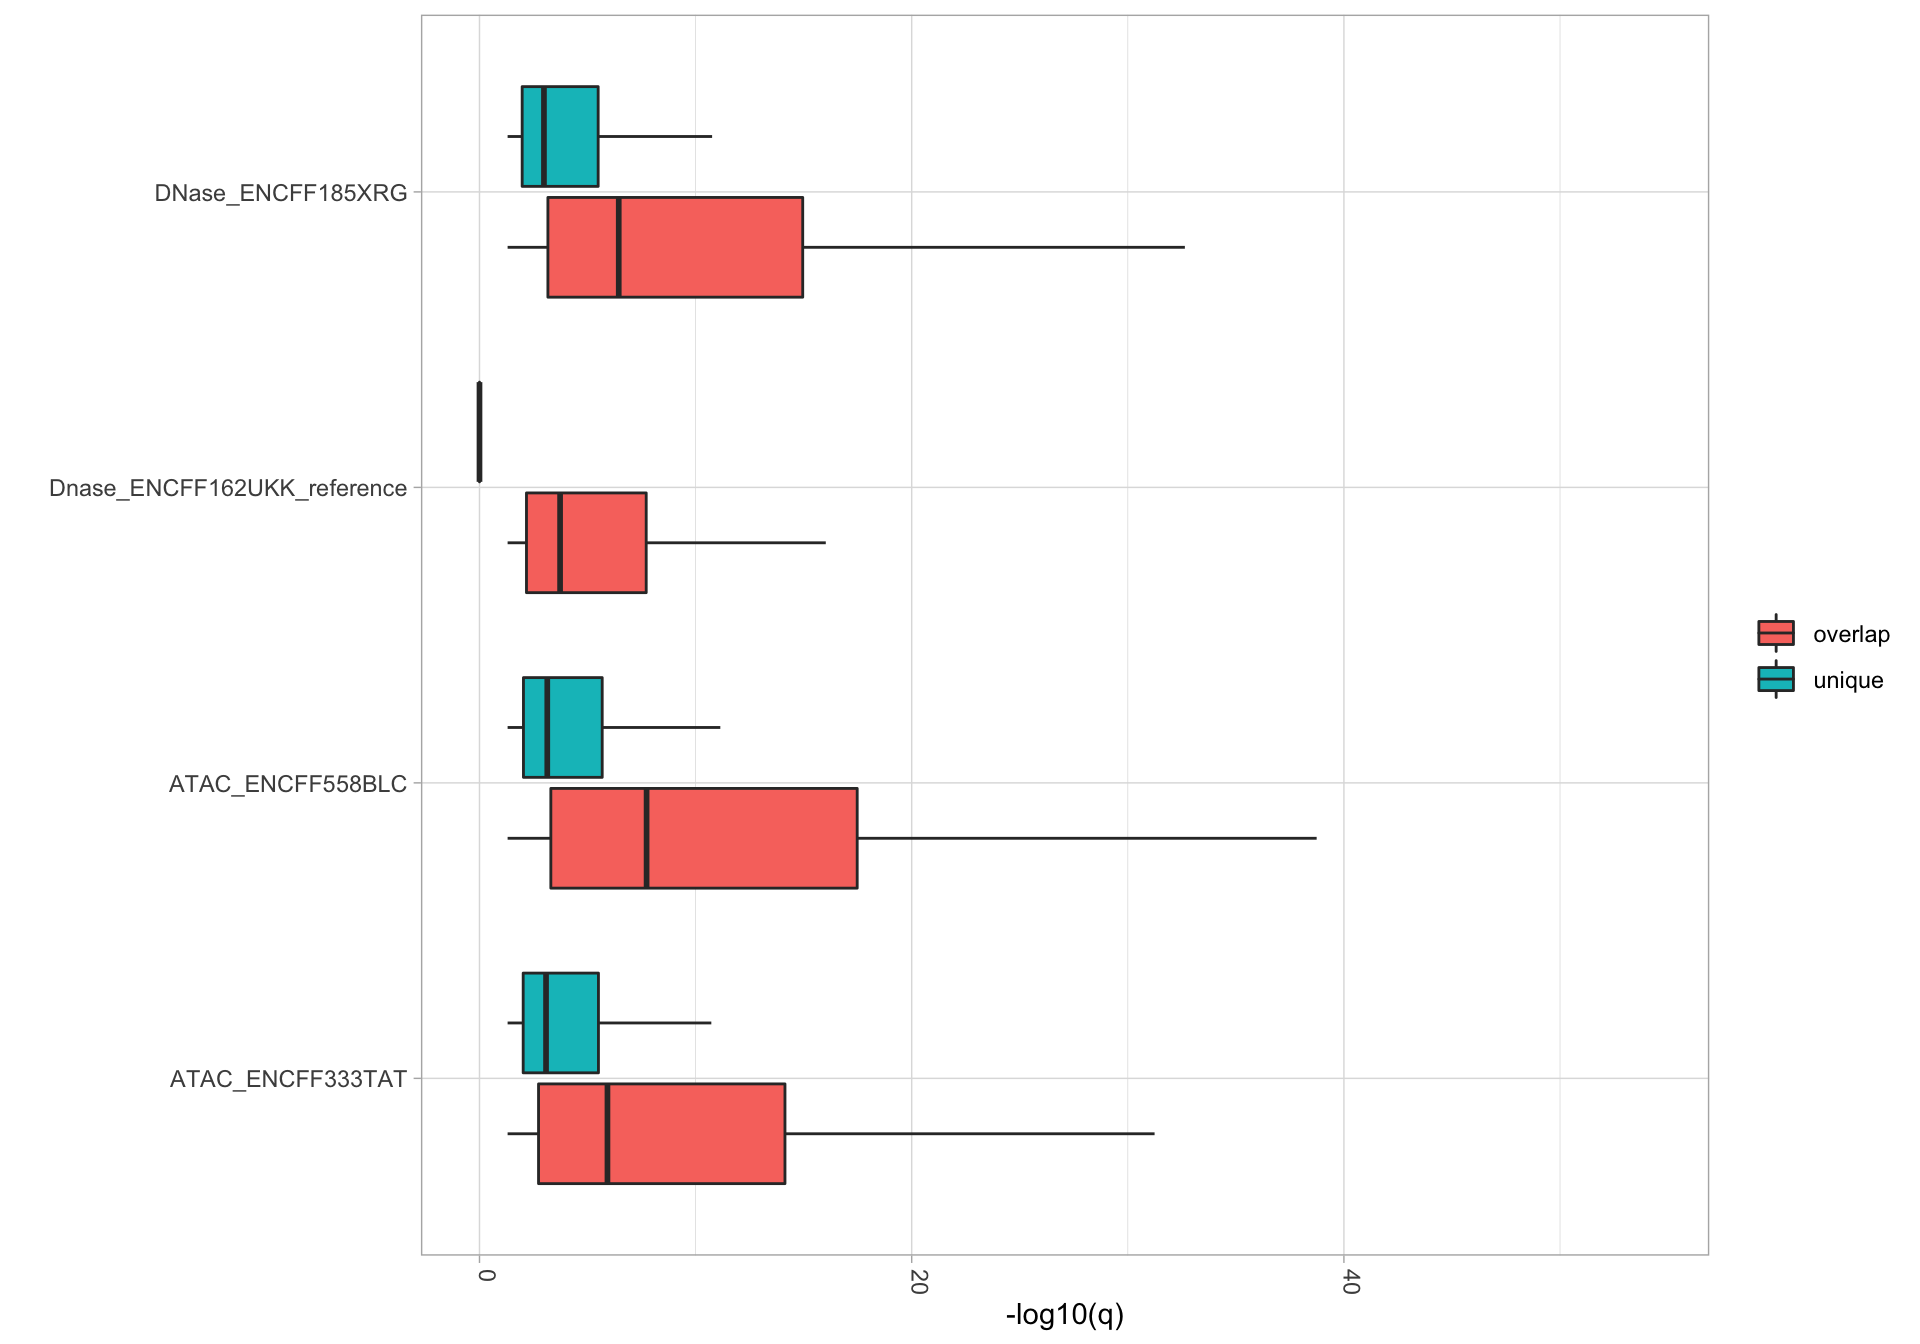 DNase_ENCFF185XRG
Dnase_ENCFF162UKK_reference
ATAC_ENCFF558BLC
ATAC_ENCFF333TAT
0
20
40
-log10(q)
overlap
unique